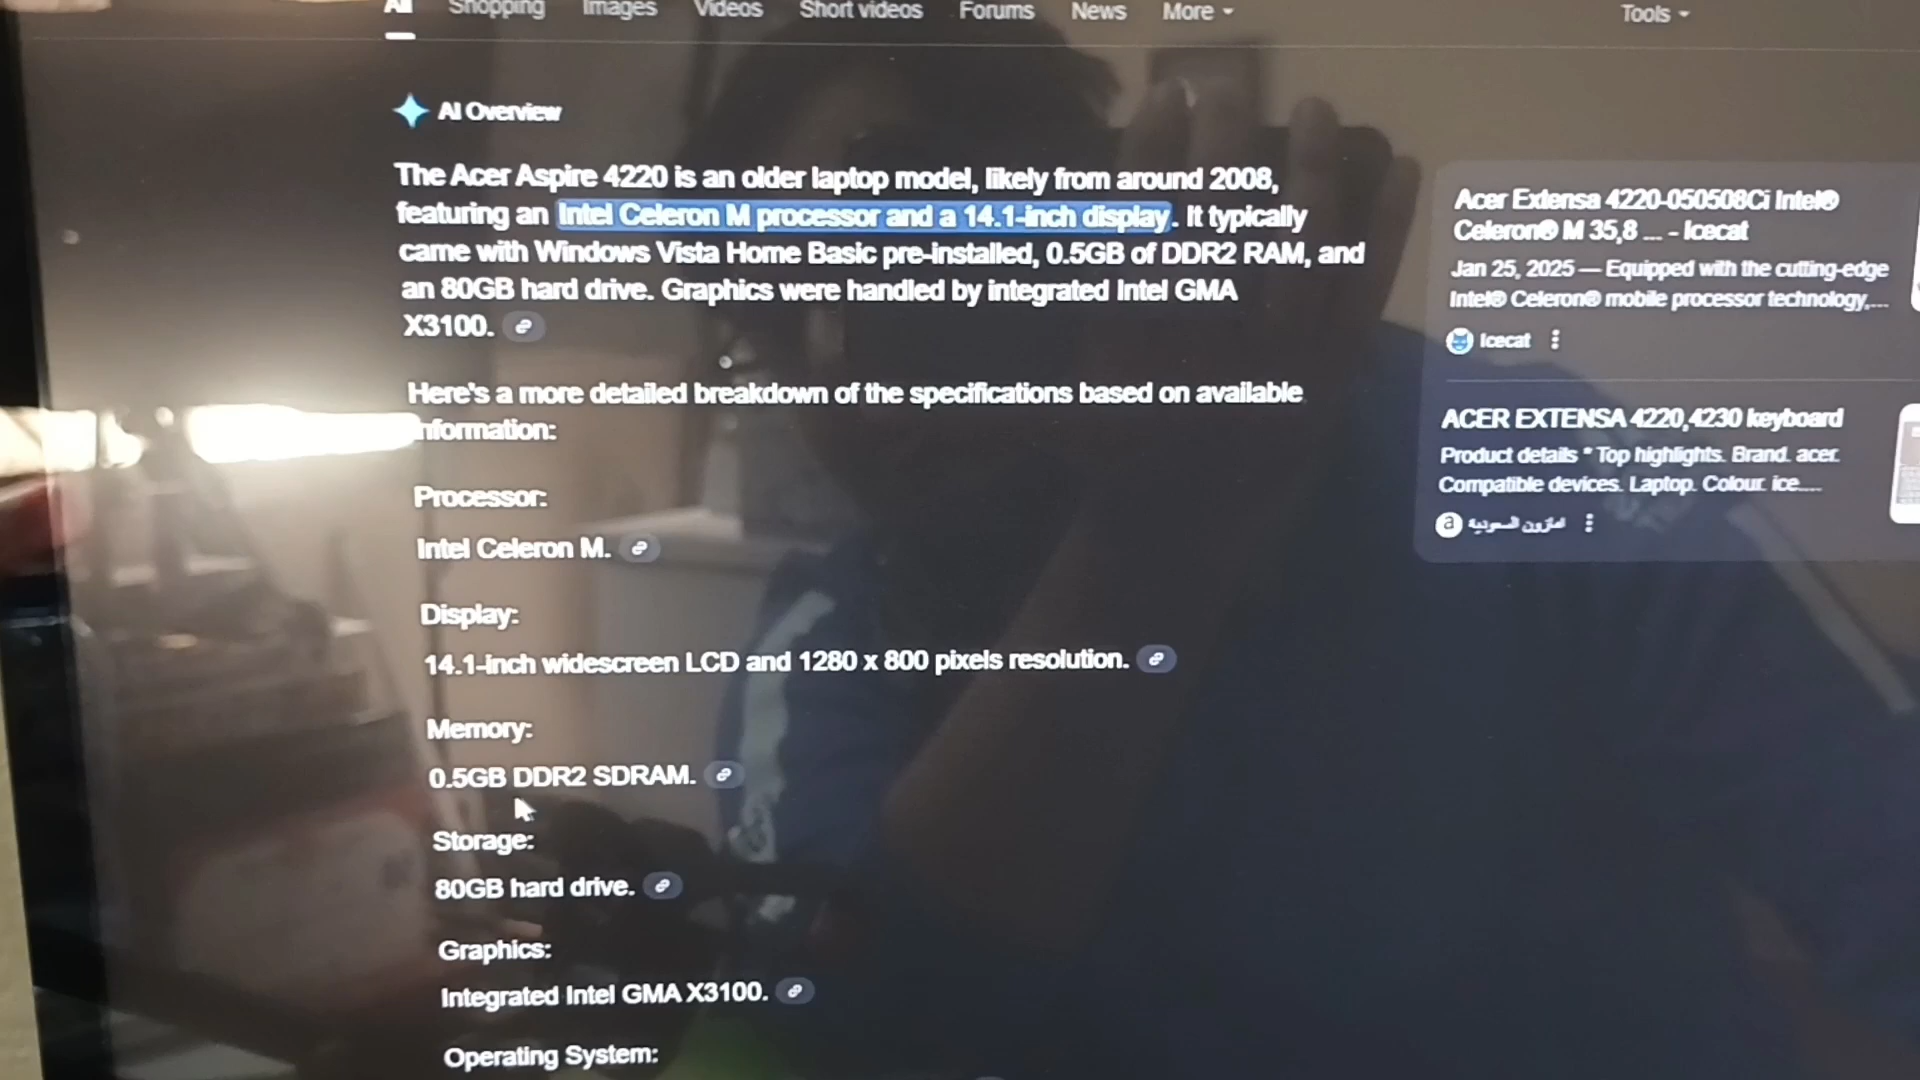 All Shopping Images Videos Short videos Forums News More Tools
AI Overview
The Acer Aspire 4220 is an older laptop model, likely from around 2008,
featuring an Intel Celeron M processor and a 14.1-inch display. It typically
came with Windows Vista Home Basic pre-installed, 0.5GB of DDR2 RAM, and
an 80GB hard drive. Graphics were handled by integrated Intel GMA
X3100.
Here's a more detailed breakdown of the specifications based on available
information:
Processor:
Intel Celeron M.
Display:
14.1-inch widescreen LCD and 1280 x 800 pixels resolution.
Memory:
0.5GB DDR2 SDRAM.
Storage:
80GB hard drive.
Graphics:
Integrated Intel GMA X3100.
Operating System:
Acer Extensa 4220-050508Ci Intel®
Celeron® M 35,8 ... - Icecat
Jan 25, 2025 — Equipped with the cutting-edge
Intel® Celeron® mobile processor technology,...
Icecat
ACER EXTENSA 4220,4230 keyboard
Product details * Top highlights. Brand. acer.
Compatible devices. Laptop. Colour. ice....
a امازون السعودية